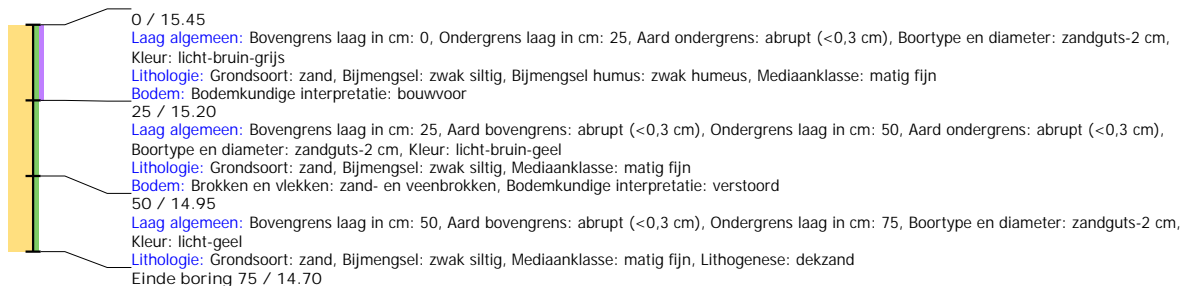 0 / 15.45
Laag algemeen: Bovengrens laag in cm: 0, Ondergrens laag in cm: 25, Aard ondergrens: abrupt (<0,3 cm), Boortype en diameter: zandguts-2 cm,
Kleur: licht-bruin-grijs
Lithologie: Grondsoort: zand, Bijmengsel: zwak siltig, Bijmengsel humus: zwak humeus, Mediaanklasse: matig fijn
Bodem: Bodemkundige interpretatie: bouwvoor
25 / 15.20
Laag algemeen: Bovengrens laag in cm: 25, Aard bovengrens: abrupt (<0,3 cm), Ondergrens laag in cm: 50, Aard ondergrens: abrupt (<0,3 cm),
Boortype en diameter: zandguts-2 cm, Kleur: licht-bruin-geel
Lithologie: Grondsoort: zand, Bijmengsel: zwak siltig, Mediaanklasse: matig fijn
Bodem: Brokken en vlekken: zand- en veenbrokken, Bodemkundige interpretatie: verstoord
50 / 14.95
Laag algemeen: Bovengrens laag in cm: 50, Aard bovengrens: abrupt (<0,3 cm), Ondergrens laag in cm: 75, Boortype en diameter: zandguts-2 cm,
Kleur: licht-geel
Lithologie: Grondsoort: zand, Bijmengsel: zwak siltig, Mediaanklasse: matig fijn, Lithogenese: dekzand
Einde boring 75 / 14.70